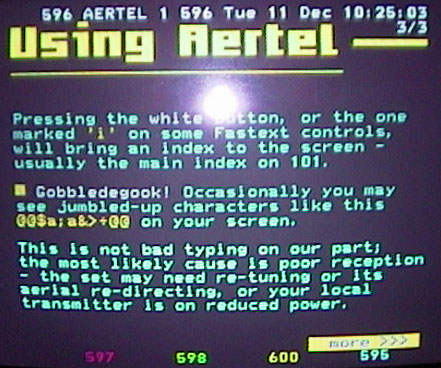 596 AERTEL 1 596 Tue 11 Dec 10:25:03
3/3
Using Aertel
Pressing the white button, or the one
marked 'i' on some Fastext controls,
will bring an index to the screen -
usually the main index on 101.
Gobbledegook! Occasionally you may
see jumbled-up characters like this
@@$a;a&>÷@@ on your screen.
This is not bad typing on our part;
the most likely cause is poor reception
- the set may need re-tuning or its
aerial re-directing, or your local
transmitter is on reduced power.
more >>>
597 598 600 595